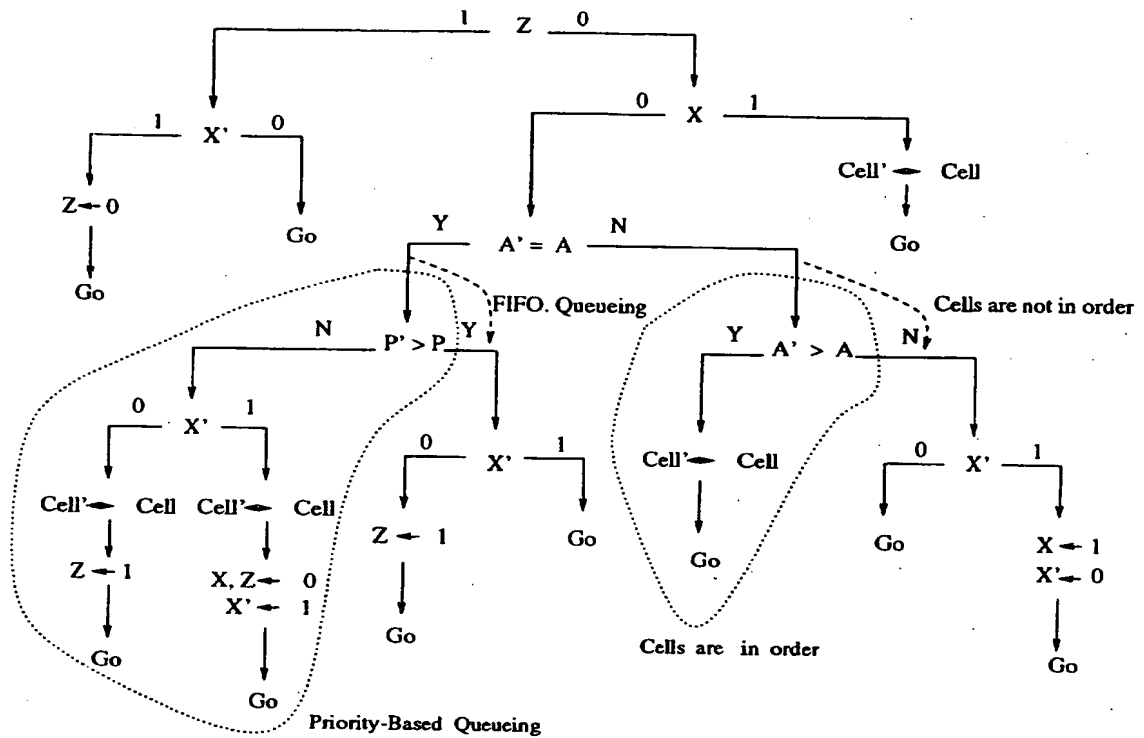 1 Z 0
1 X' 0
0 X 1
Z 0
Cell' Cell
Go
Go
Go
Y A' = A N
FIFO. Queueing
Cells are not in order
N P' > P Y
Y A' > A N
0 X' 1
0 X' 1
Cell' Cell
0 X' 1
Cell' Cell
Cell' Cell
Z 1
Go
Go
Go
X 1
X' 0
Z 1
X, Z 0
X' 1
Go
Cells are in order
Go
Go
Go
Priority-Based Queueing